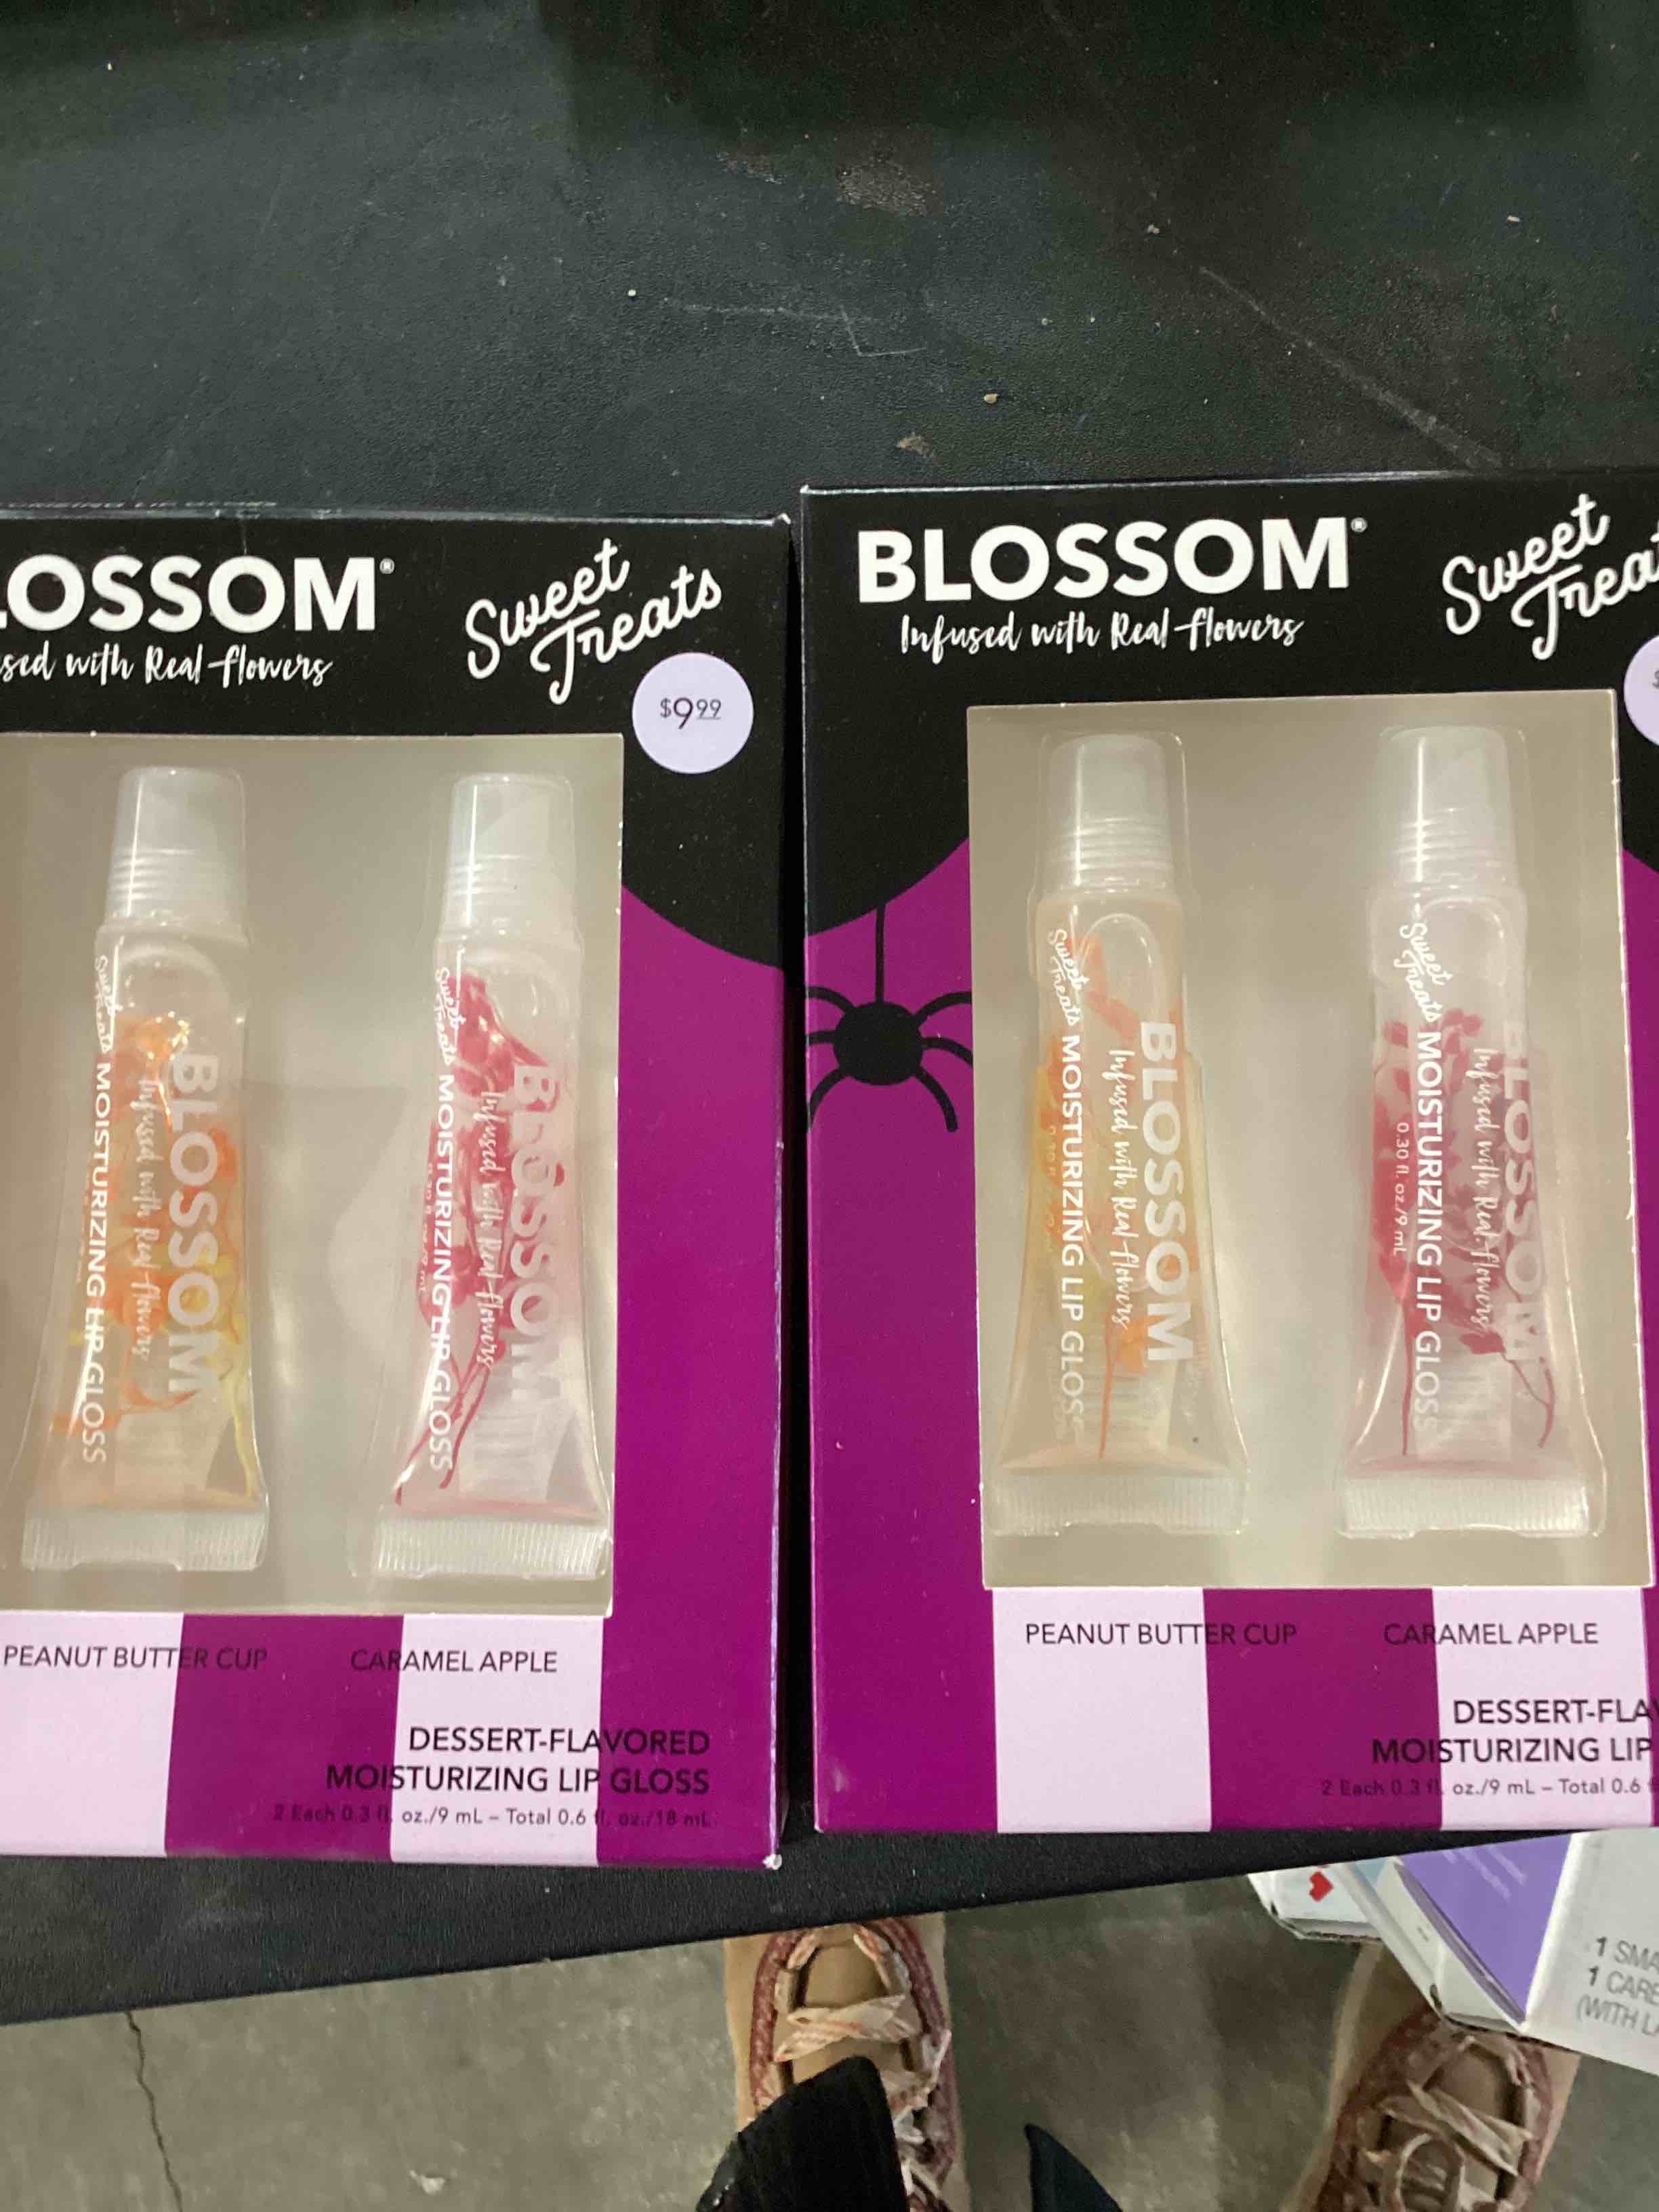 LOSSOM®
sed with Real flowers
Sweet
Treats
$9.99
Sweet Treats MOISTURIZING LIP GLOSS
BLOSSOM
Infused with Real flowers
Sweet Treats MOISTURIZING LIP GLOSS
BLOSSOM
Infused with Real flowers
PEANUT BUTTER CUP
CARAMEL APPLE
DESSERT-FLAVORED
MOISTURIZING LIP GLOSS
2 Each 0.3 fl. oz./9 mL – Total 0.6 fl. oz./18 mL
BLOSSOM®
Infused with Real flowers
Sweet
Trea
$
Sweet Treats MOISTURIZING LIP GLOSS
BLOSSOM
Infused with Real flowers
Sweet Treats MOISTURIZING LIP GLOSS
0.30 fl. oz./9 mL
BLOSSOM
Infused with Real flowers
PEANUT BUTTER CUP
CARAMEL APPLE
DESSERT-FLA
MOISTURIZING LIP
2 Each 0.3 fl. oz./9 mL – Total 0.6
1 SMA
1 CARE
(WITH L